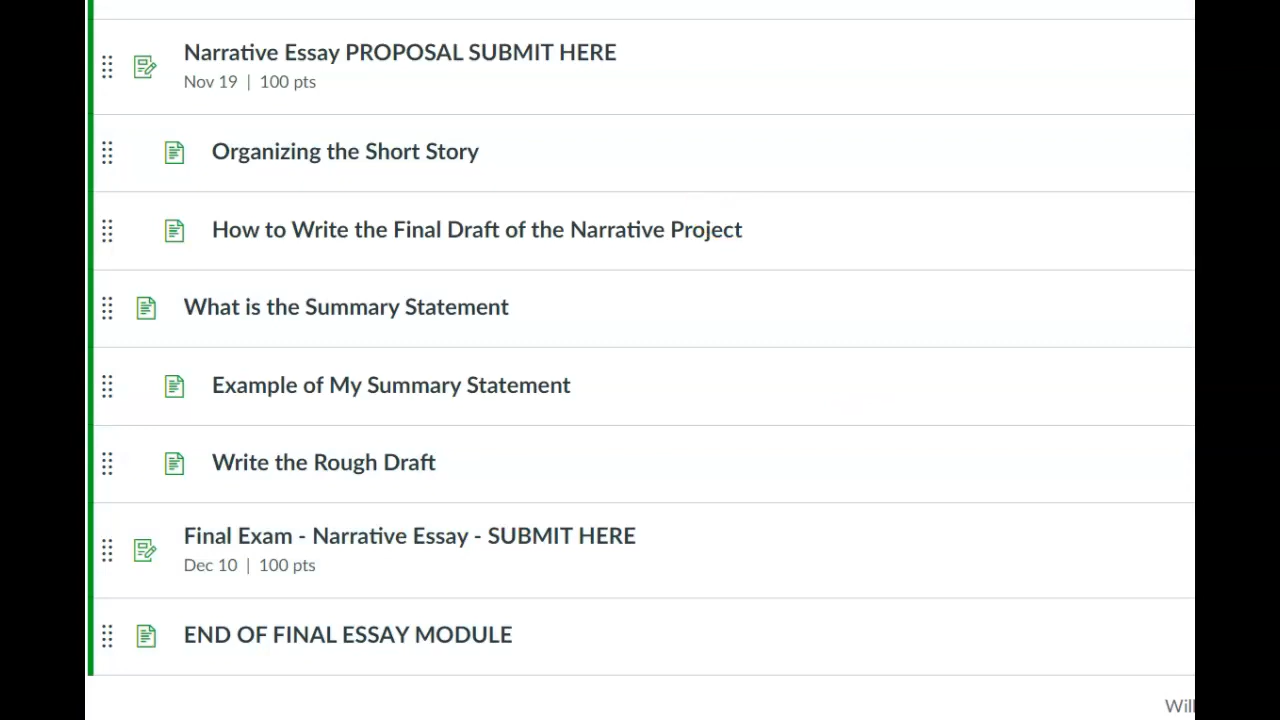 Narrative Essay PROPOSAL SUBMIT HERE
Nov 19 | 100 pts
Organizing the Short Story
How to Write the Final Draft of the Narrative Project
What is the Summary Statement
Example of My Summary Statement
Write the Rough Draft
Final Exam - Narrative Essay - SUBMIT HERE
Dec 10 | 100 pts
END OF FINAL ESSAY MODULE
Will